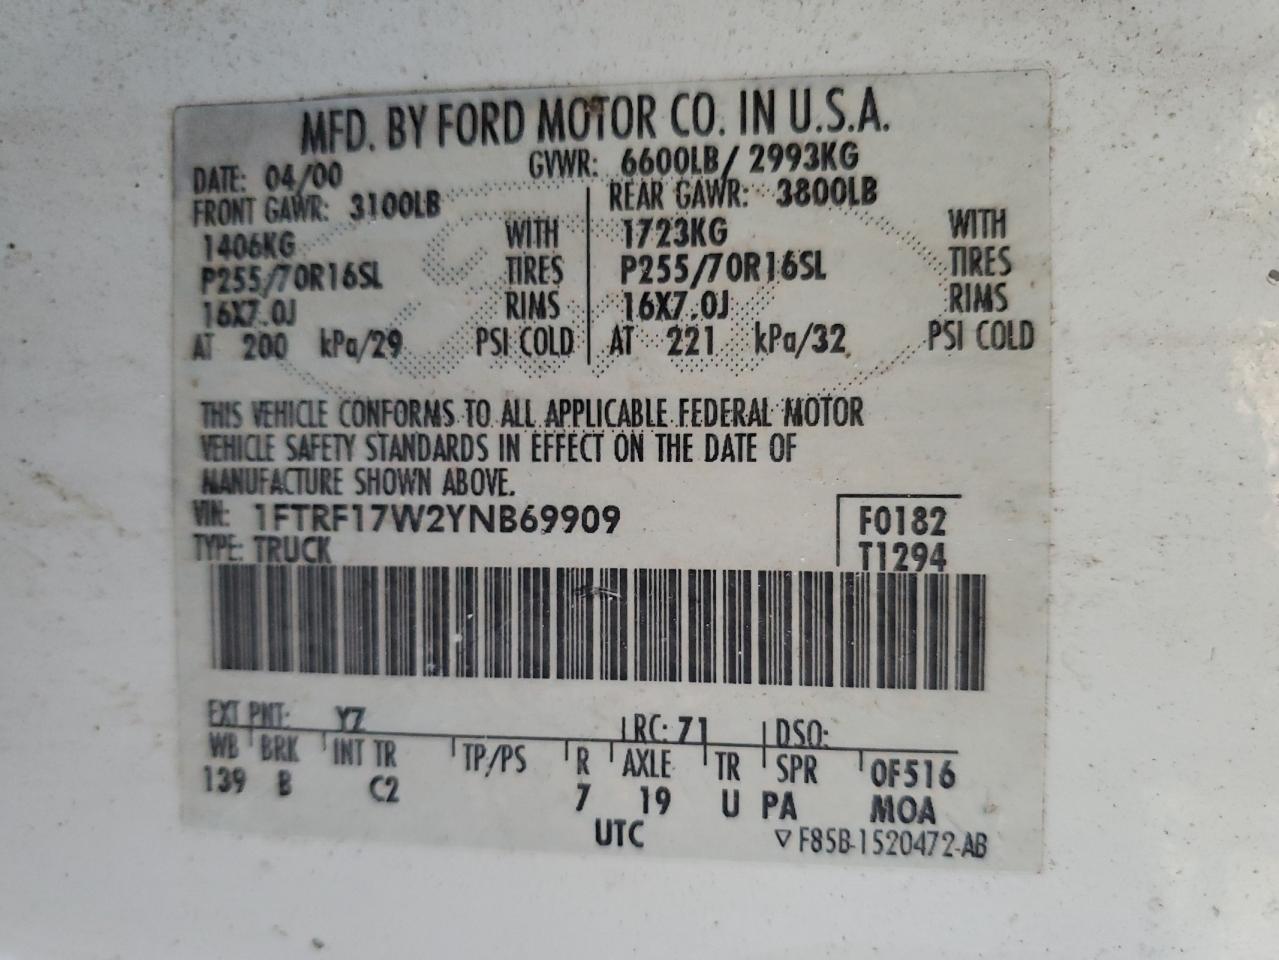 MFD. BY FORD MOTOR CO. IN U.S.A.
DATE: 04/00 GVWR: 6600LB/ 2993KG
FRONT GAWR: 3100LB REAR GAWR: 3800LB
1406KG WITH 1723KG WITH
P255/70R16SL TIRES P255/70R16SL TIRES
16X7.0J RIMS 16X7.0J RIMS
AT 200 kPa/29 PSI COLD AT 221 kPa/32 PSI COLD
THIS VEHICLE CONFORMS TO ALL APPLICABLE FEDERAL MOTOR
VEHICLE SAFETY STANDARDS IN EFFECT ON THE DATE OF
MANUFACTURE SHOWN ABOVE.
VIN: 1FTRF17W2YNB69909 F0182
TYPE: TRUCK T1294
EXT PNT: YZ RC: 71 DSO:
WB BRK INT TR TP/PS R AXLE TR SPR 0F516
139 B C2 7 19 U PA MOA
UTC ▽ F85B-1520472-AB